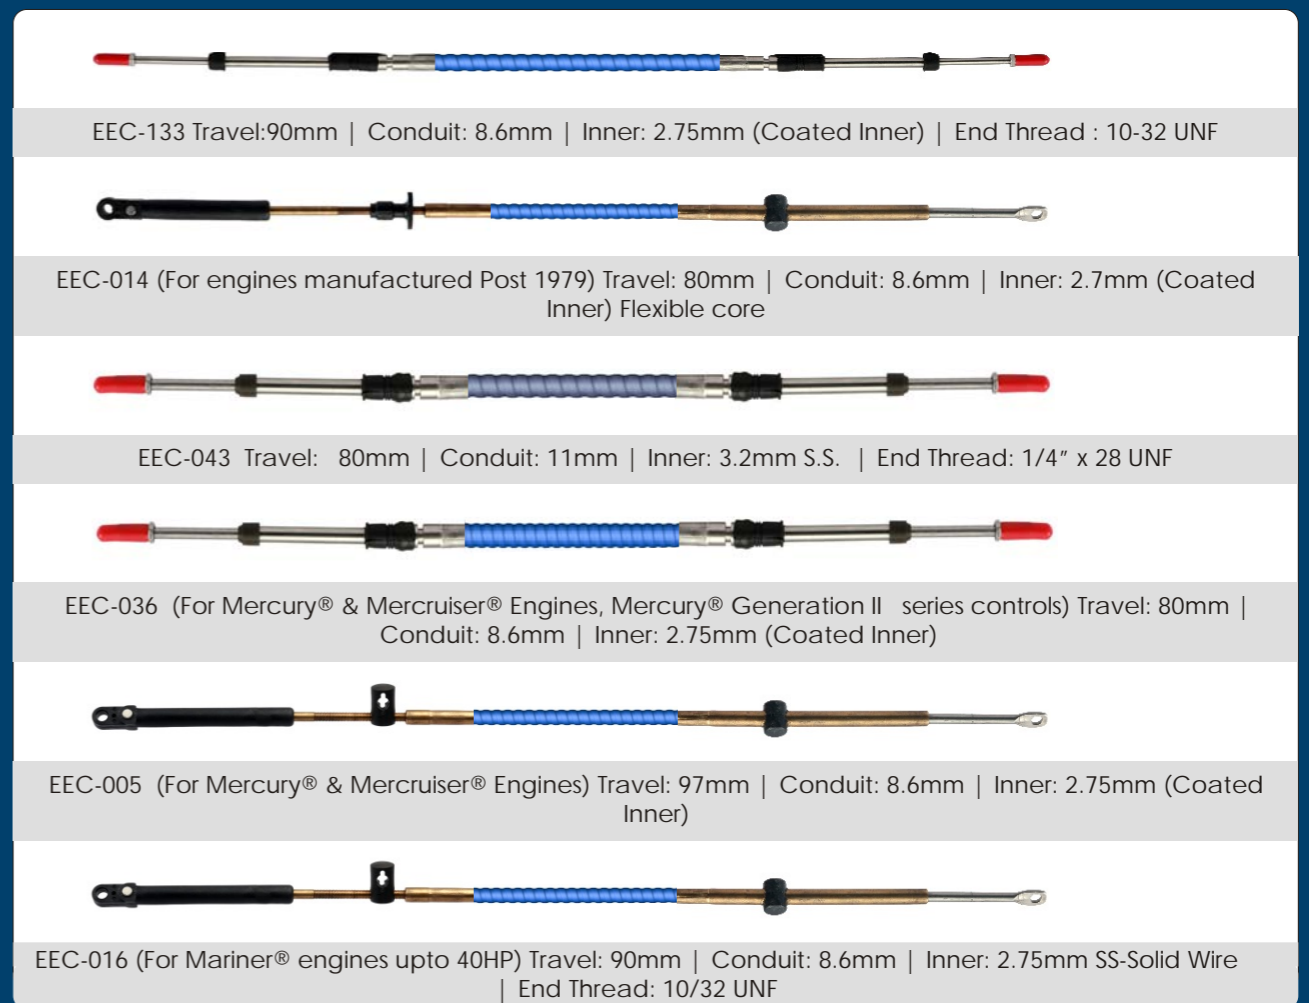 EEC-133 Travel:90mm | Conduit: 8.6mm | Inner: 2.75mm (Coated Inner) | End Thread : 10-32 UNF
EEC-014 (For engines manufactured Post 1979) Travel: 80mm | Conduit: 8.6mm | Inner: 2.7mm (Coated
Inner) Flexible core
EEC-043 Travel: 80mm | Conduit: 11mm | Inner: 3.2mm S.S. | End Thread: 1/4” x 28 UNF
EEC-036 (For Mercury® & Mercruiser® Engines, Mercury® Generation II series controls) Travel: 80mm |
Conduit: 8.6mm | Inner: 2.75mm (Coated Inner)
EEC-005 (For Mercury® & Mercruiser® Engines) Travel: 97mm | Conduit: 8.6mm | Inner: 2.75mm (Coated
Inner)
EEC-016 (For Mariner® engines upto 40HP) Travel: 90mm | Conduit: 8.6mm | Inner: 2.75mm SS-Solid Wire
| End Thread: 10/32 UNF